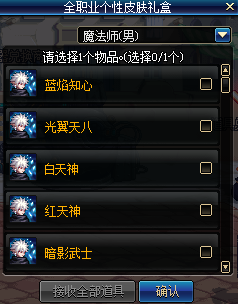 全职业个性皮肤礼盒
魔法师(男)
请选择1个物品。(选择0/1个)
蓝焰知心
光翼天八
白天神
红天神
暗影武士
接收全部道具
确认